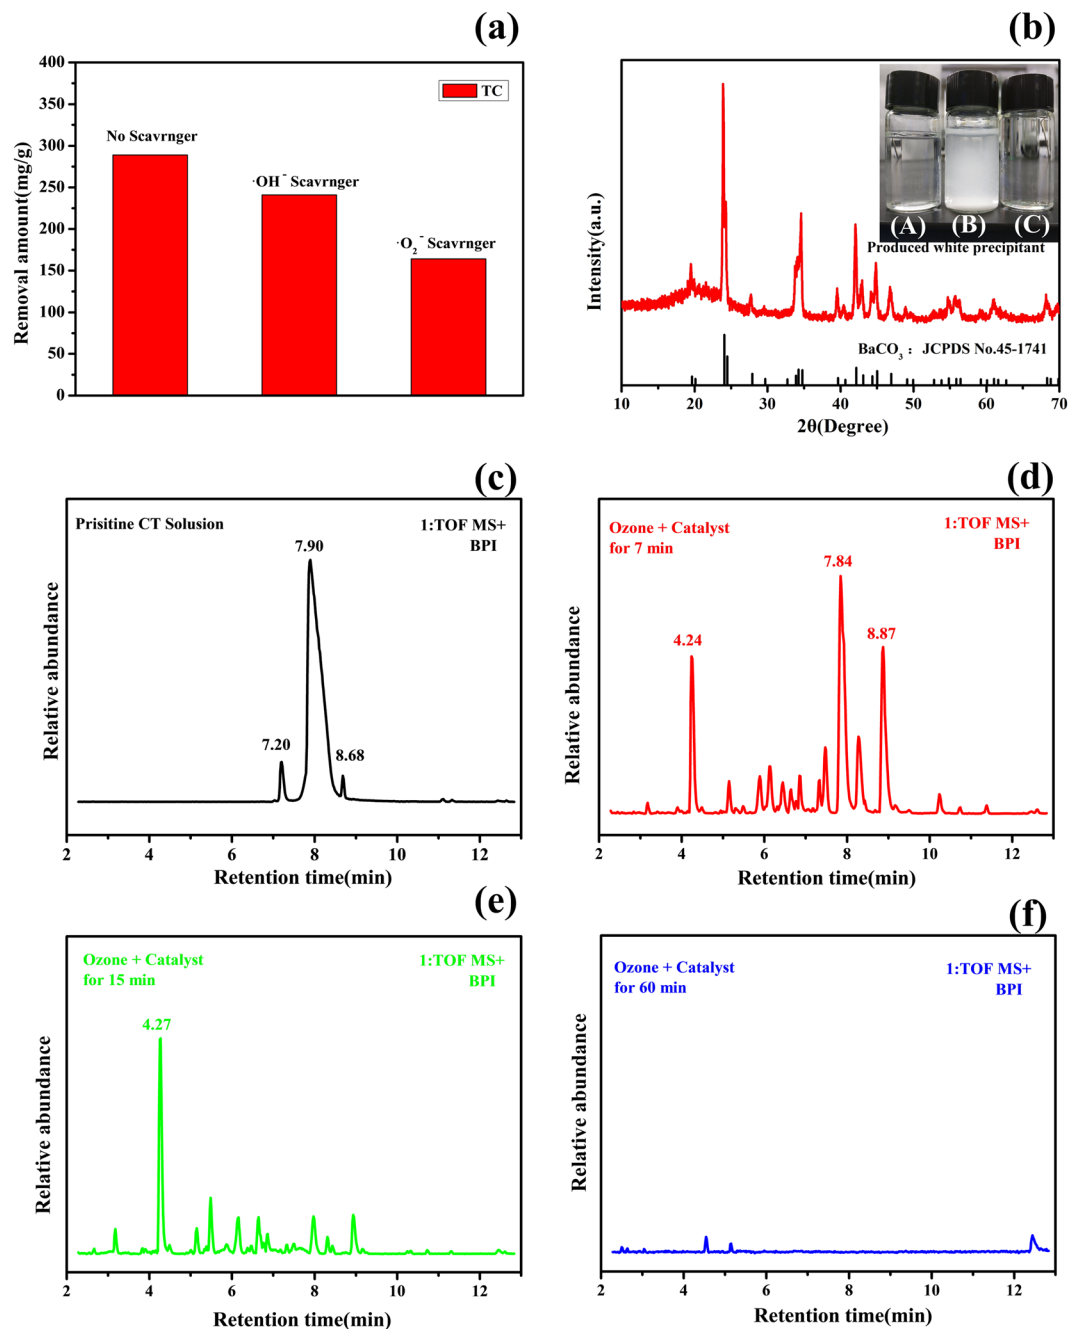 (a)
400
350
300
250
200
150
100
50
0
Removal amount(mg/g)
TC
No Scavrnger
·OH⁻ Scavrnger
·O₂⁻ Scavrnger
(b)
Intensity(a.u.)
(A) (B) (C)
Produced white precipitant
BaCO₃ : JCPDS No.45-1741
10 20 30 40 50 60 70
2θ(Degree)
(c)
Prisitine CT Solusion
1:TOF MS+
BPI
7.90
7.20
8.68
Relative abundance
2 4 6 8 10 12
Retention time(min)
(d)
Ozone + Catalyst
for 7 min
1:TOF MS+
BPI
7.84
4.24
8.87
Relative abundance
2 4 6 8 10 12
Retention time(min)
(e)
Ozone + Catalyst
for 15 min
1:TOF MS+
BPI
4.27
Relative abundance
2 4 6 8 10 12
Retention time(min)
(f)
Ozone + Catalyst
for 60 min
1:TOF MS+
BPI
Relative abundance
2 4 6 8 10 12
Retention time(min)